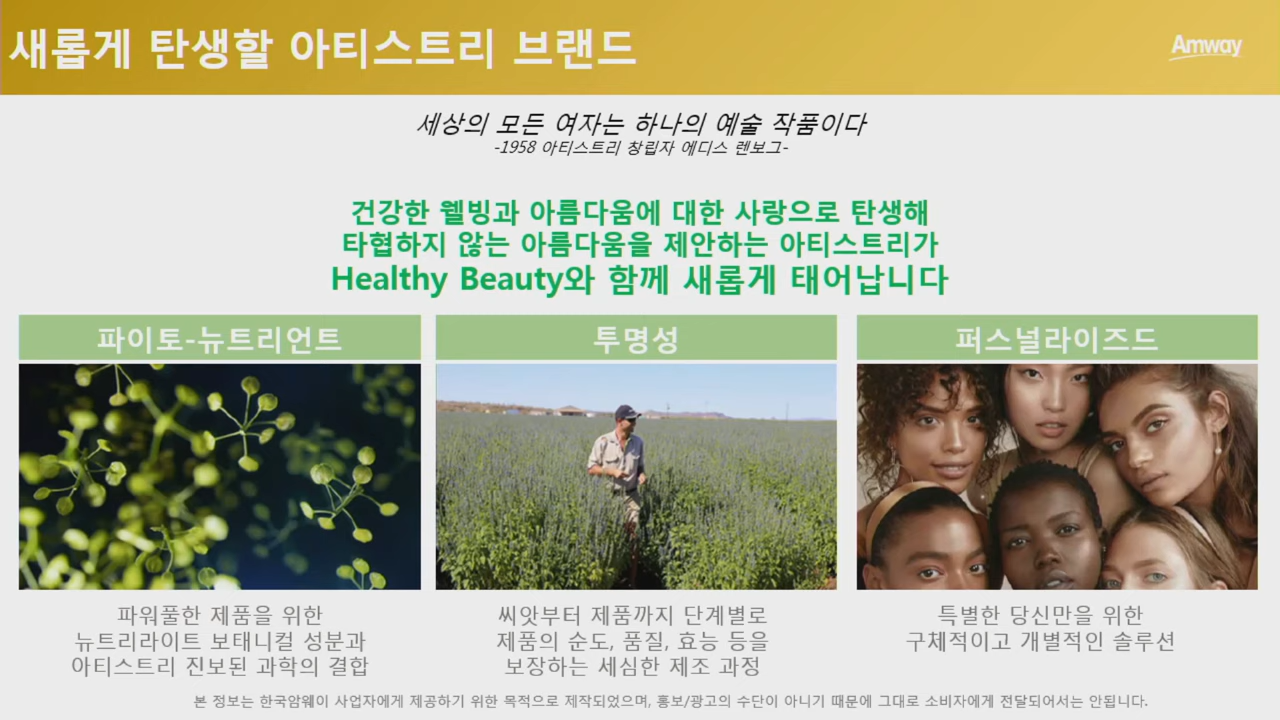 새롭게 탄생할 아티스트리 브랜드
Amway
세상의 모든 여자는 하나의 예술 작품이다
-1958 아티스트리 창립자 에디스 렌보그-
건강한 웰빙과 아름다움에 대한 사랑으로 탄생해
타협하지 않는 아름다움을 제안하는 아티스트리가
Healthy Beauty와 함께 새롭게 태어납니다
파이토-뉴트리언트
투명성
퍼스널라이즈드
파워풀한 제품을 위한
뉴트리라이트 보태니컬 성분과
아티스트리 진보된 과학의 결합
씨앗부터 제품까지 단계별로
제품의 순도, 품질, 효능 등을
보장하는 세심한 제조 과정
특별한 당신만을 위한
구체적이고 개별적인 솔루션
본 정보는 한국암웨이 사업자에게 제공하기 위한 목적으로 제작되었으며, 홍보/광고의 수단이 아니기 때문에 그대로 소비자에게 전달되어서는 안됩니다.